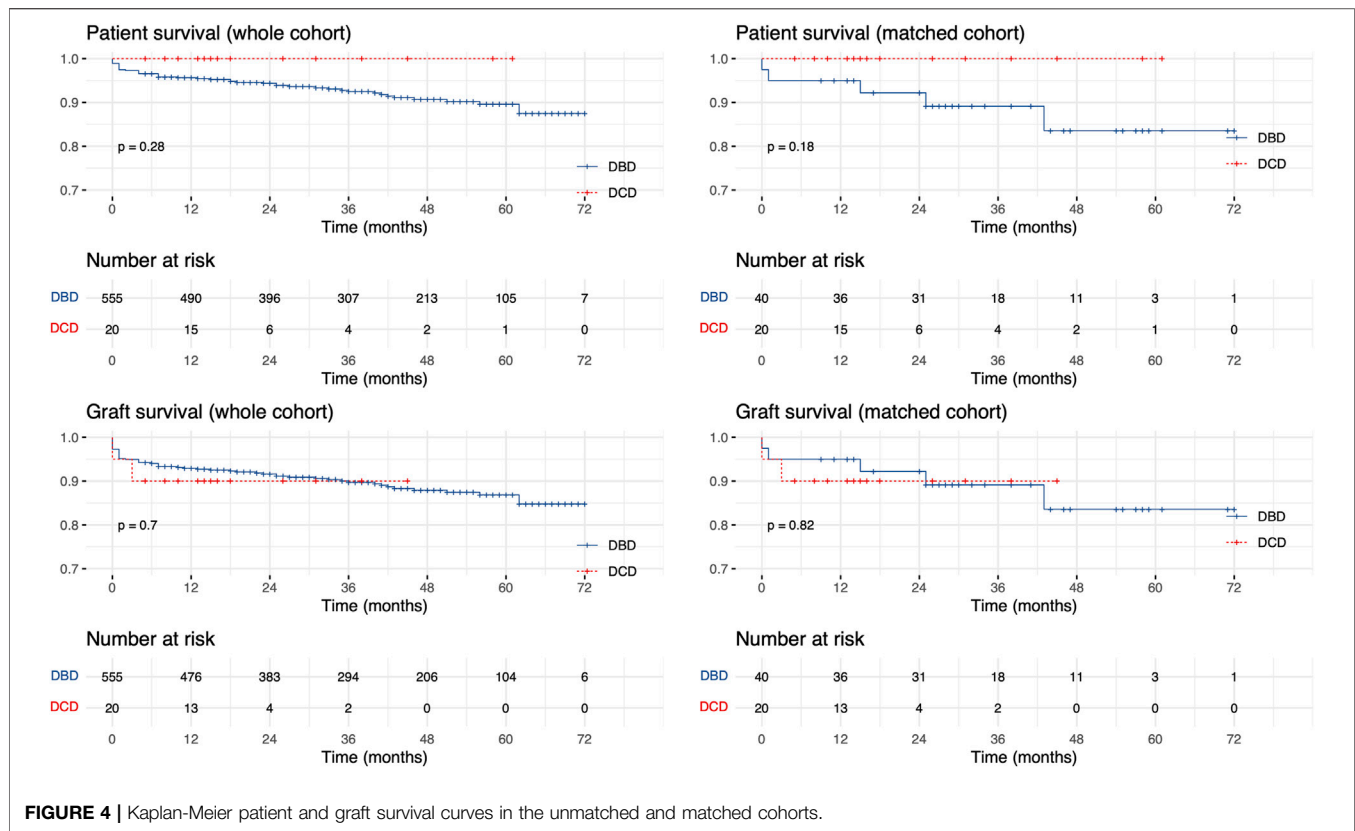 Patient survival (whole cohort)
1.0
0.9
0.8
0.7
p = 0.28
DBD
DCD
0 12 24 36 48 60 72
Time (months)
Number at risk
DBD 555 490 396 307 213 105 7
DCD 20 15 6 4 2 1 0
0 12 24 36 48 60 72
Time (months)
Patient survival (matched cohort)
1.0
0.9
0.8
0.7
p = 0.18
DBD
DCD
0 12 24 36 48 60 72
Time (months)
Number at risk
DBD 40 36 31 18 11 3 1
DCD 20 15 6 4 2 1 0
0 12 24 36 48 60 72
Time (months)
Graft survival (whole cohort)
1.0
0.9
0.8
0.7
p = 0.7
DBD
DCD
0 12 24 36 48 60 72
Time (months)
Number at risk
DBD 555 476 383 294 206 104 6
DCD 20 13 4 2 0 0 0
0 12 24 36 48 60 72
Time (months)
Graft survival (matched cohort)
1.0
0.9
0.8
0.7
p = 0.82
DBD
DCD
0 12 24 36 48 60 72
Time (months)
Number at risk
DBD 40 36 31 18 11 3 1
DCD 20 13 4 2 0 0 0
0 12 24 36 48 60 72
Time (months)
FIGURE 4 | Kaplan-Meier patient and graft survival curves in the unmatched and matched cohorts.